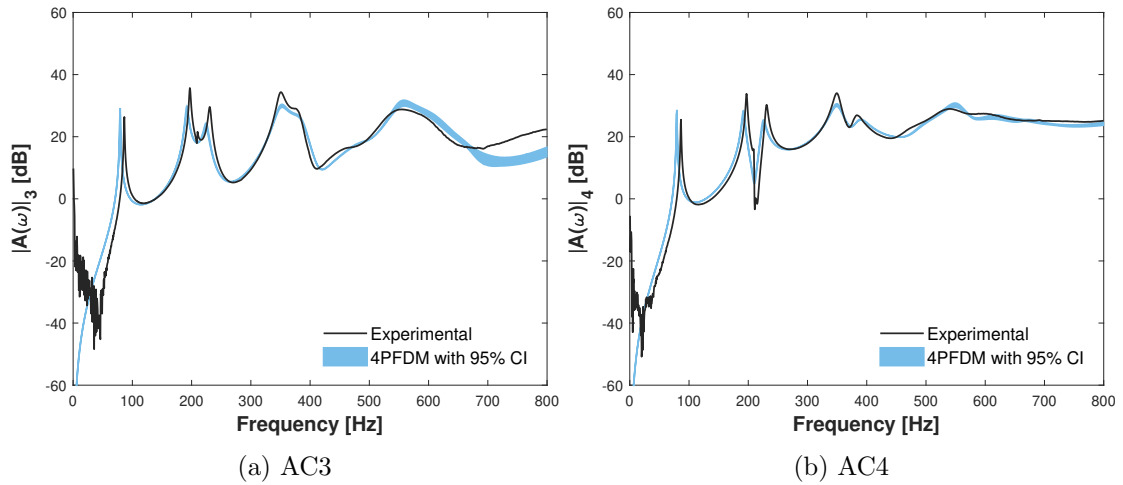 60
40
20
0
-20
-40
-60
0 100 200 300 400 500 600 700 800
|A(ω)|₃ [dB]
Frequency [Hz]
Experimental
4PFDM with 95% CI
(a) AC3
60
40
20
0
-20
-40
-60
0 100 200 300 400 500 600 700 800
|A(ω)|₄ [dB]
Frequency [Hz]
Experimental
4PFDM with 95% CI
(b) AC4